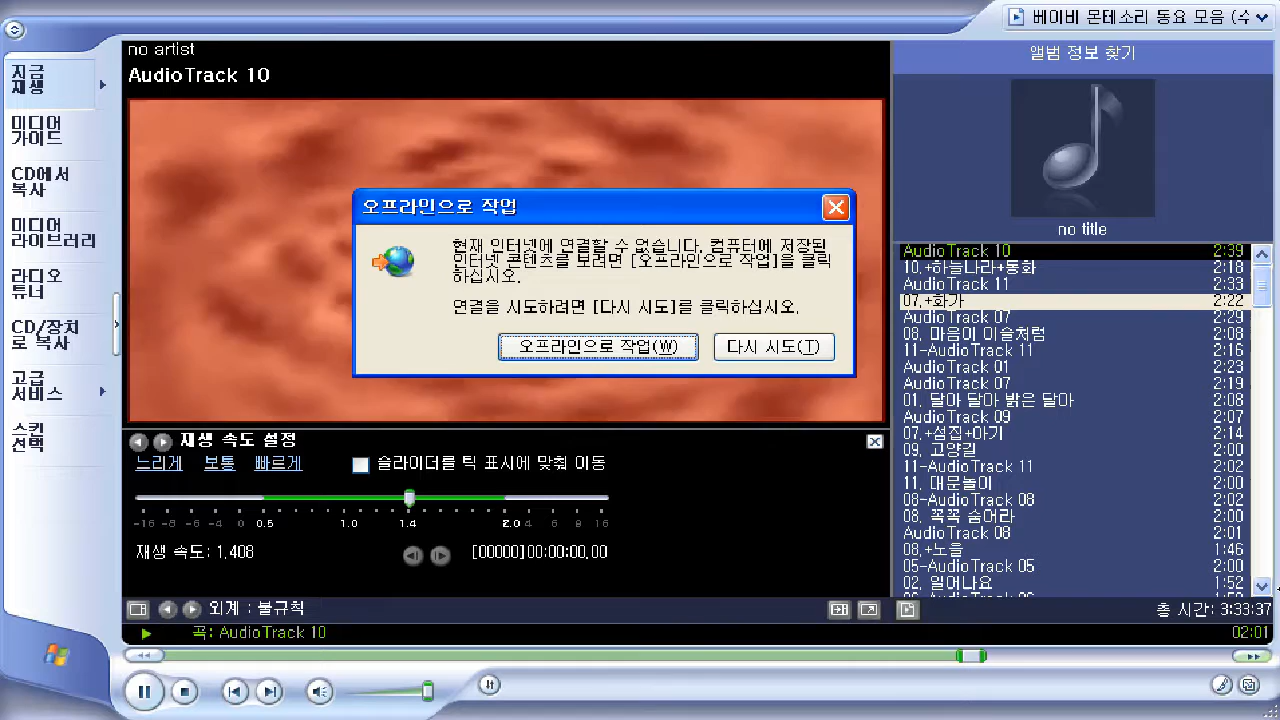 베이비 몬테소리 동요 모음 (수
지금
재생
미디어
가이드
CD에서
복사
미디어
라이브러리
라디오
튜너
CD/장치
로 복사
고급
서비스
스킨
선택
no artist
AudioTrack 10
오프라인으로 작업
현재 인터넷에 연결할 수 없습니다. 컴퓨터에 저장된
인터넷 콘텐츠를 보려면 [오프라인으로 작업]을 클릭
하십시오.
연결을 시도하려면 [다시 시도]를 클릭하십시오.
오프라인으로 작업(W)
다시 시도(T)
재생 속도 설정
느리게 보통 빠르게 슬라이더를 틱 표시에 맞춰 이동
-16 -8 -6 -4 0 0.5 1.0 1.4 2.0 4 6 8 16
재생 속도: 1.408 [00000]00:00:00.00
외계 : 불규칙
앨범 정보 찾기
no title
AudioTrack 10 2:39
10.+하늘나라+동화 2:18
AudioTrack 11 2:33
07.+화가 2:22
AudioTrack 07 2:29
08. 마음이 이슬처럼 2:08
11-AudioTrack 11 2:16
AudioTrack 01 2:23
AudioTrack 07 2:19
01. 달아 달아 밝은 달아 2:08
AudioTrack 09 2:07
07.+섬집+아기 2:14
09. 고양길 2:11
11-AudioTrack 11 2:02
11. 대문놀이 2:00
08-AudioTrack 08 2:02
08. 꼭꼭 숨어라 2:00
AudioTrack 08 2:01
08.+노을 1:46
05-AudioTrack 05 2:00
02. 일어나요 1:52
총 시간: 3:33:37
곡: AudioTrack 10 02:01